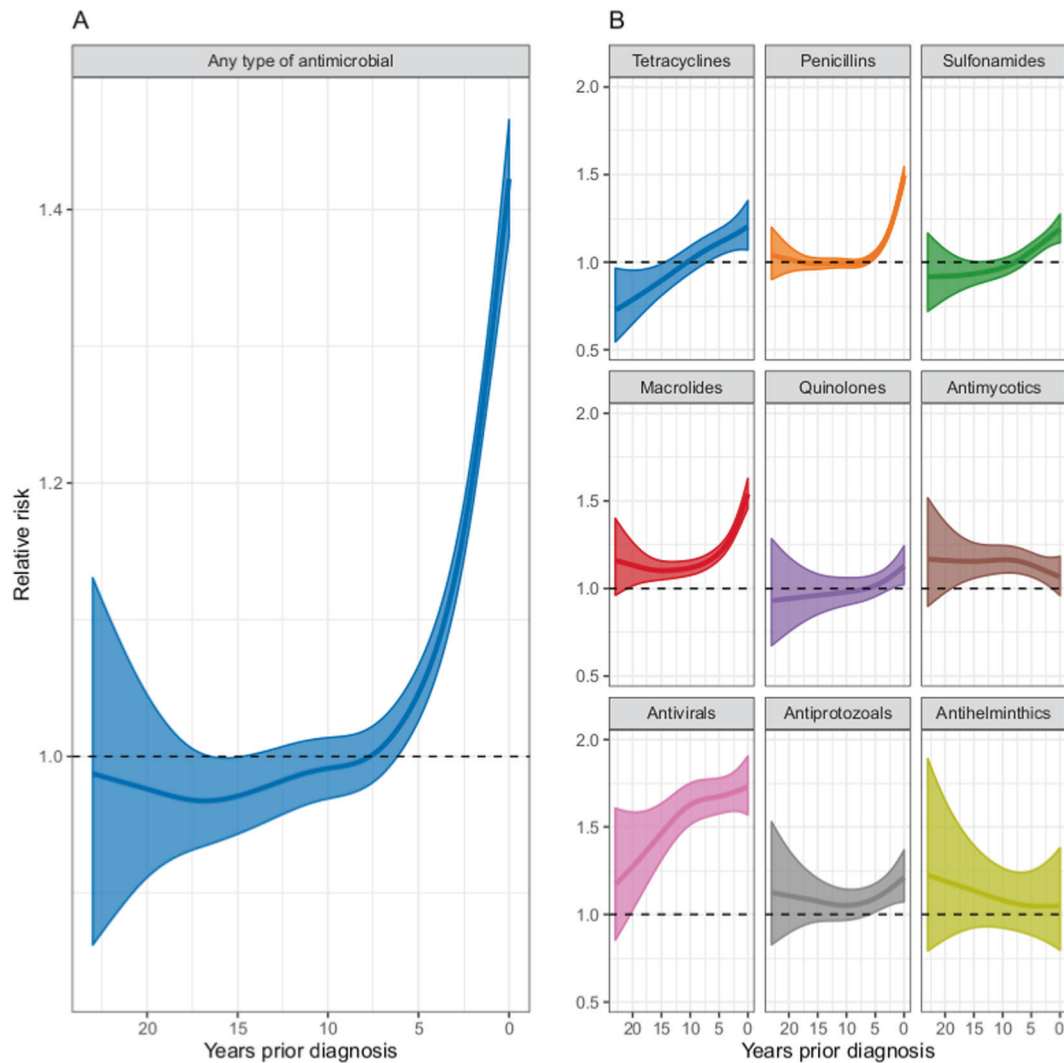 A
B
Any type of antimicrobial
Tetracyclines
Penicillins
Sulfonamides
2.0
1.5
1.0
0.5
1.4
1.2
1.0
Relative risk
Macrolides
Quinolones
Antimycotics
2.0
1.5
1.0
0.5
Antivirals
Antiprotozoals
Antihelminthics
2.0
1.5
1.0
0.5
20 15 10 5 0
20 15 10 5 0
20 15 10 5 0
20 15 10 5 0
Years prior diagnosis
Years prior diagnosis